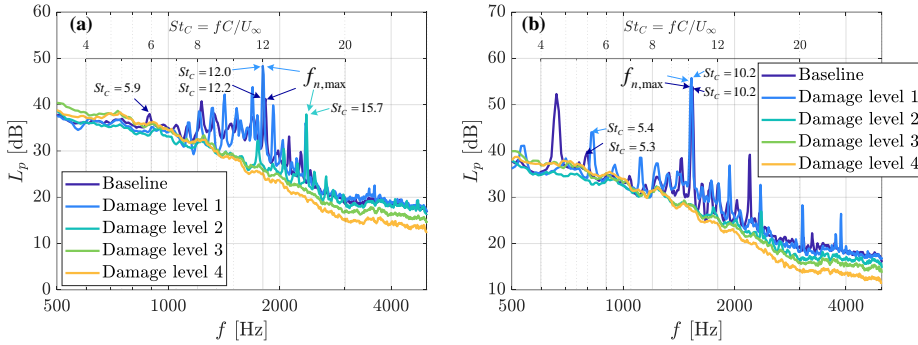 (a)
St_C = fC/U_∞
4 6 8 12 20
60
50
40
30
20
10
0
L_p [dB]
St_C = 5.9
St_C = 12.0
St_C = 12.2
f_n,max
St_C = 15.7
Baseline
Damage level 1
Damage level 2
Damage level 3
Damage level 4
500 1000 2000 4000
f [Hz]
(b)
St_C = fC/U_∞
4 6 8 12 20
70
60
50
40
30
20
10
L_p [dB]
f_n,max
St_C = 10.2
St_C = 10.2
St_C = 5.4
St_C = 5.3
Baseline
Damage level 1
Damage level 2
Damage level 3
Damage level 4
500 1000 2000 4000
f [Hz]